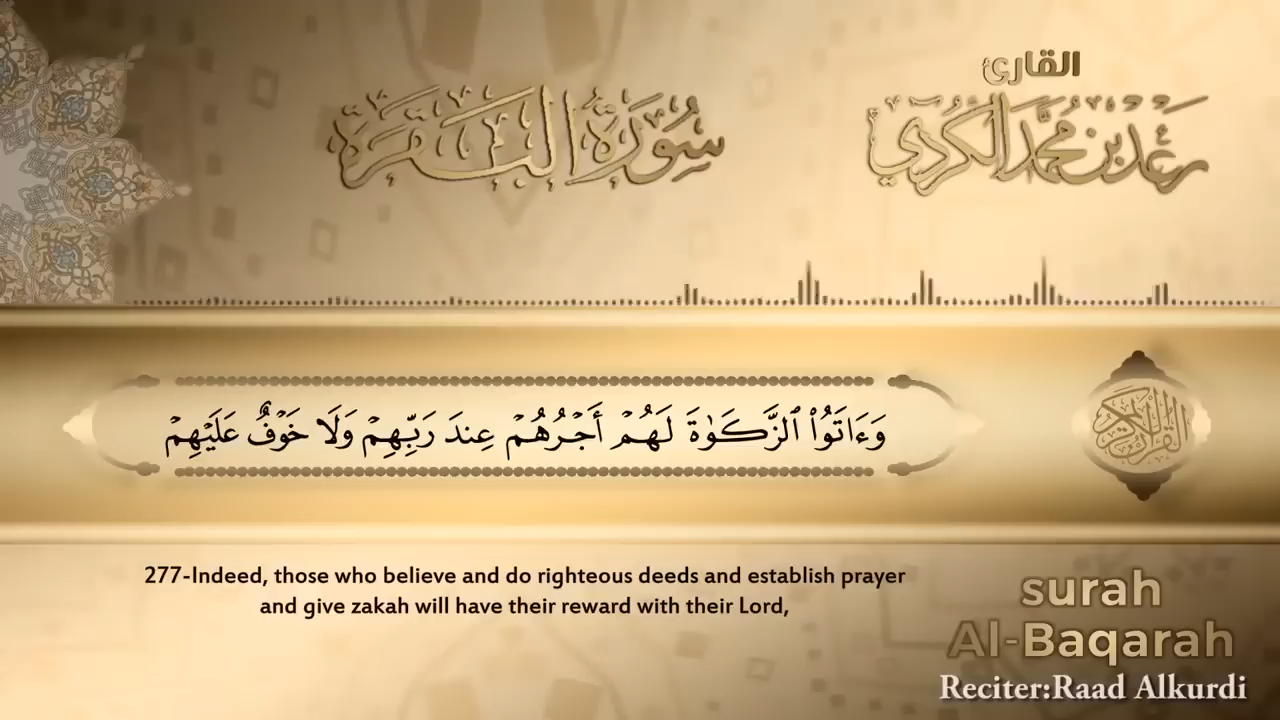 القارئ
سُورَةُ البَقَرَة
رعد بن محمد الكردي
وَءَاتَوُا۟ ٱلزَّكَوٰةَ لَهُمۡ أَجۡرُهُمۡ عِندَ رَبِّهِمۡ وَلَا خَوۡفٌ عَلَيۡهِمۡ
القرآن الكريم
277-Indeed, those who believe and do righteous deeds and establish prayer
and give zakah will have their reward with their Lord,
surah
Al-Baqarah
Reciter:Raad Alkurdi